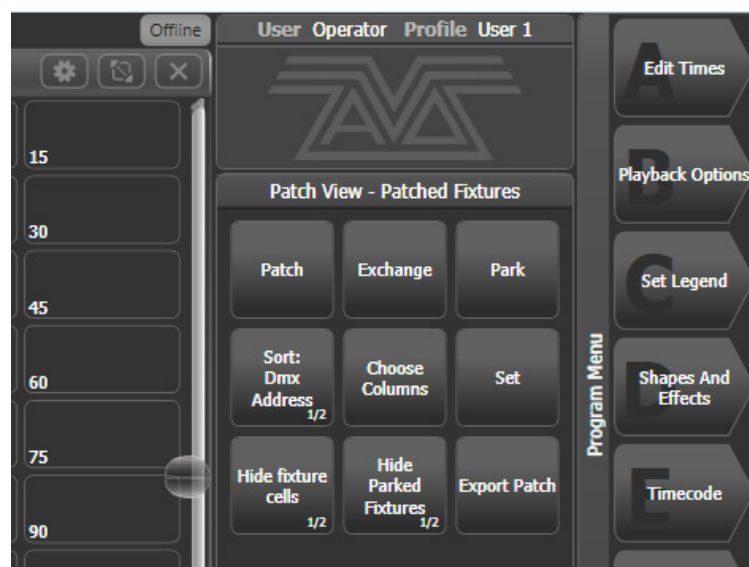 Offline
User Operator Profile User 1
AVO
15
30
45
60
75
90
Patch View - Patched Fixtures
Patch
Exchange
Park
Sort:
Dmx
Address
1/2
Choose
Columns
Set
Hide fixture
cells
1/2
Hide
Parked
Fixtures
1/2
Export Patch
Program Menu
A
Edit Times
B
Playback Options
C
Set Legend
D
Shapes And
Effects
E
Timecode